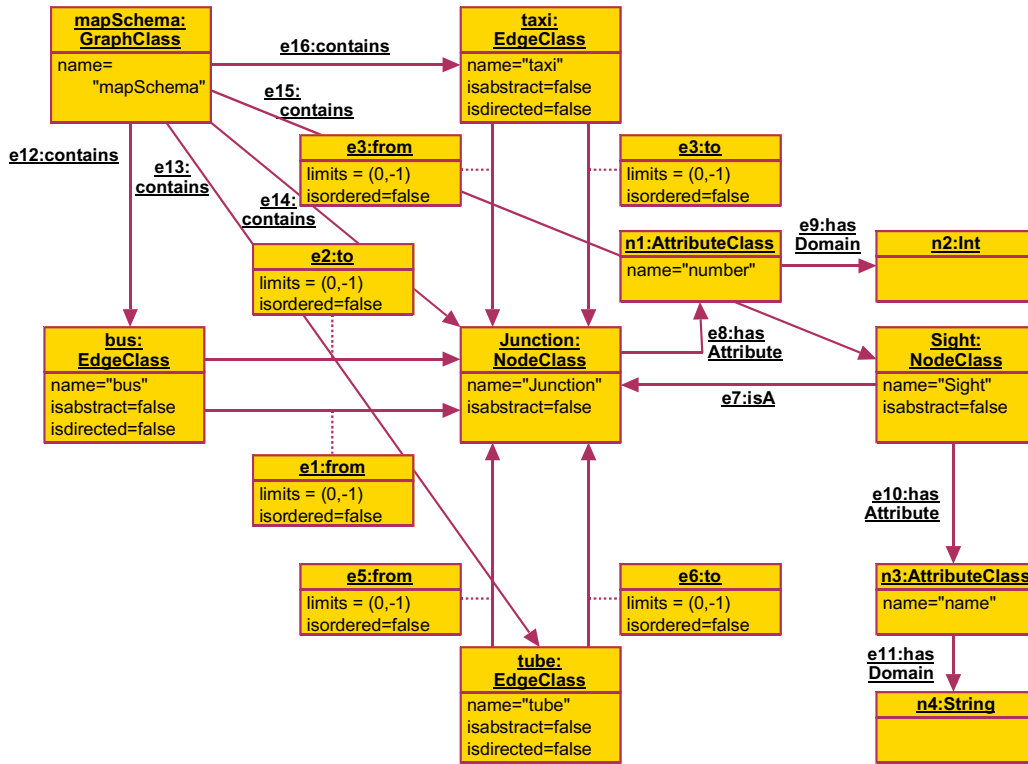 mapSchema:
GraphClass
name=
"mapSchema"
e16:contains
taxi:
EdgeClass
name="taxi"
isabstract=false
isdirected=false
e15:
contains
e12:contains
e13:
contains
e14:
contains
e3:from
limits = (0,-1)
isordered=false
e3:to
limits = (0,-1)
isordered=false
e2:to
limits = (0,-1)
isordered=false
n1:AttributeClass
name="number"
e9:has
Domain
n2:Int
bus:
EdgeClass
name="bus"
isabstract=false
isdirected=false
Junction:
NodeClass
name="Junction"
isabstract=false
e8:has
Attribute
e7:isA
Sight:
NodeClass
name="Sight"
isabstract=false
e1:from
limits = (0,-1)
isordered=false
e10:has
Attribute
e5:from
limits = (0,-1)
isordered=false
e6:to
limits = (0,-1)
isordered=false
n3:AttributeClass
name="name"
e11:has
Domain
tube:
EdgeClass
name="tube"
isabstract=false
isdirected=false
n4:String